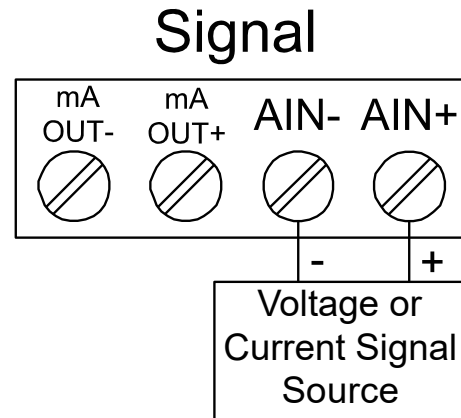 Signal
mA mA
OUT- OUT+ AIN- AIN+
- +
Voltage or
Current Signal
Source